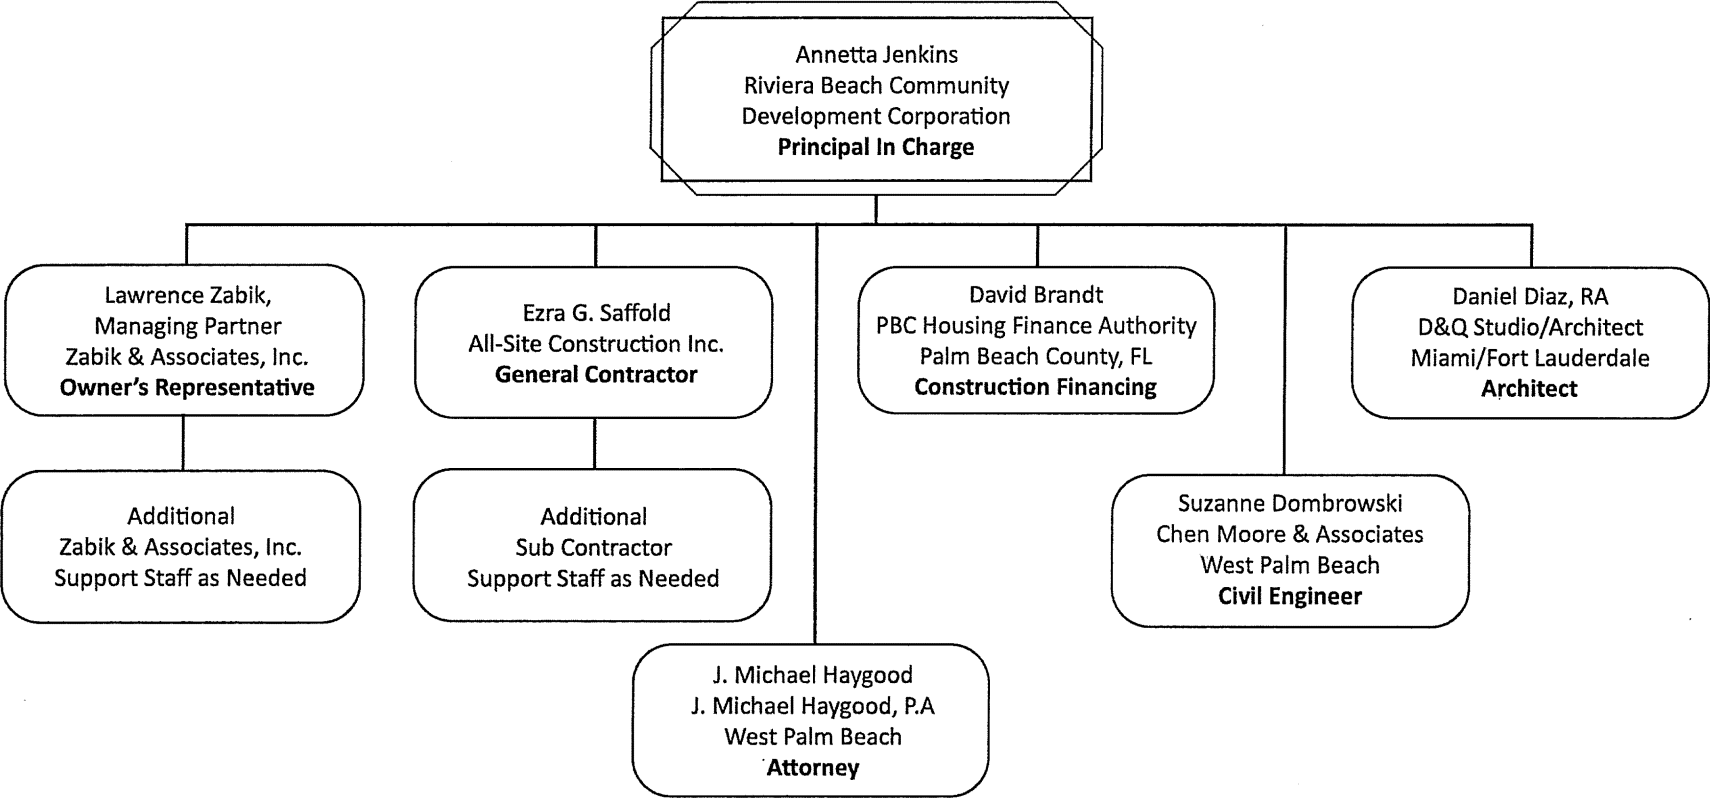 Annetta Jenkins
Riviera Beach Community
Development Corporation
Principal In Charge
Lawrence Zabik,
Managing Partner
Zabik & Associates, Inc.
Owner’s Representative
Ezra G. Saffold
All-Site Construction Inc.
General Contractor
David Brandt
PBC Housing Finance Authority
Palm Beach County, FL
Construction Financing
Daniel Diaz, RA
D&Q Studio/Architect
Miami/Fort Lauderdale
Architect
Additional
Zabik & Associates, Inc.
Support Staff as Needed
Additional
Sub Contractor
Support Staff as Needed
Suzanne Dombrowski
Chen Moore & Associates
West Palm Beach
Civil Engineer
J. Michael Haygood
J. Michael Haygood, P.A
West Palm Beach
Attorney